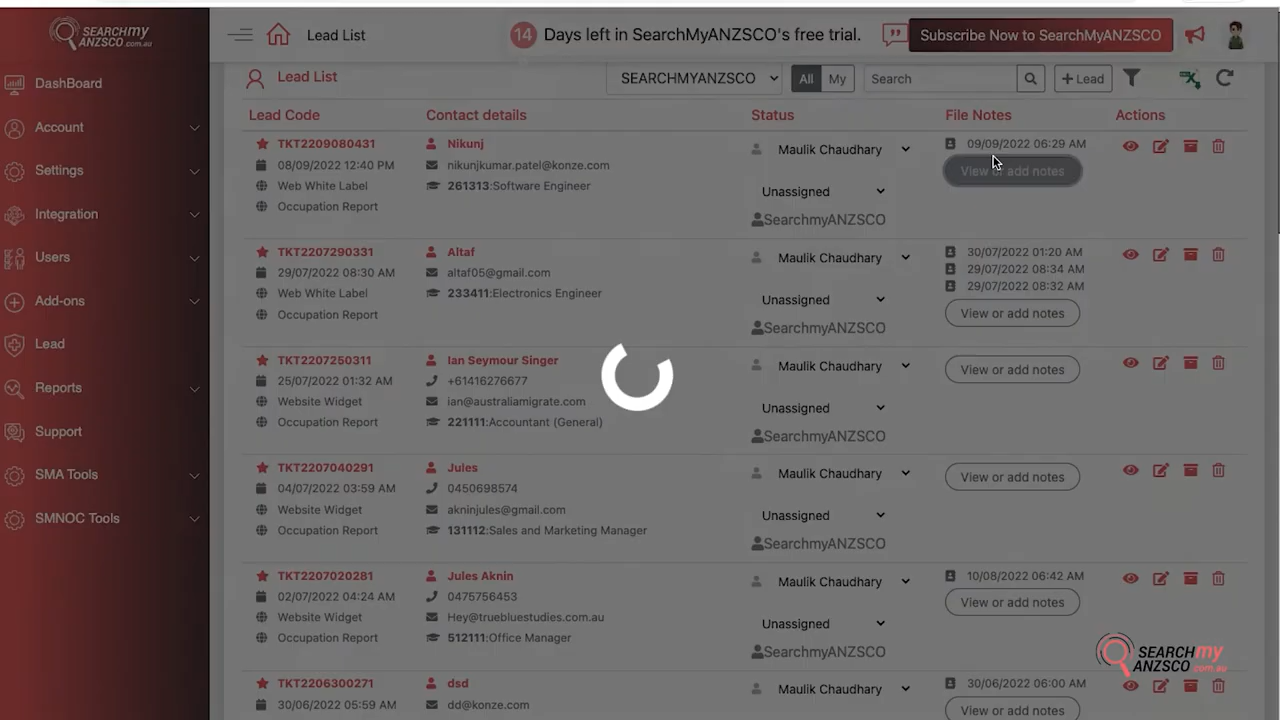 SEARCHmy
ANZSCO.com.au
Lead List
14 Days left in SearchMyANZSCO's free trial.
Subscribe Now to SearchMyANZSCO
DashBoard
Account
Settings
Integration
Users
Add-ons
Lead
Reports
Support
SMA Tools
SMNOC Tools
Lead List
SEARCHMYANZSCO
All
My
Search
+Lead
Lead Code Contact details Status File Notes Actions
TKT2209080431 Nikunj Maulik Chaudhary 09/09/2022 06:29 AM
08/09/2022 12:40 PM nikunjkumar.patel@konze.com View or add notes
Web White Label 261313:Software Engineer Unassigned
Occupation Report SearchmyANZSCO
TKT2207290331 Altaf Maulik Chaudhary 30/07/2022 01:20 AM
29/07/2022 08:30 AM altaf05@gmail.com 29/07/2022 08:34 AM
Web White Label 233411:Electronics Engineer Unassigned 29/07/2022 08:32 AM
Occupation Report SearchmyANZSCO View or add notes
TKT2207250311 Ian Seymour Singer Maulik Chaudhary View or add notes
25/07/2022 01:32 AM +61416276677
Website Widget ian@australiamigrate.com Unassigned
Occupation Report 221111:Accountant (General) SearchmyANZSCO
TKT2207040291 Jules Maulik Chaudhary View or add notes
04/07/2022 03:59 AM 0450698574
Website Widget akninjules@gmail.com Unassigned
Occupation Report 131112:Sales and Marketing Manager SearchmyANZSCO
TKT2207020281 Jules Aknin Maulik Chaudhary 10/08/2022 06:42 AM
02/07/2022 04:24 AM 0475756453 View or add notes
Website Widget Hey@truebluestudies.com.au Unassigned
Occupation Report 512111:Office Manager SearchmyANZSCO
SEARCHmy
ANZSCO.com.au
TKT2206300271 dsd Maulik Chaudhary 30/06/2022 06:00 AM
30/06/2022 05:59 AM dd@konze.com View or add notes